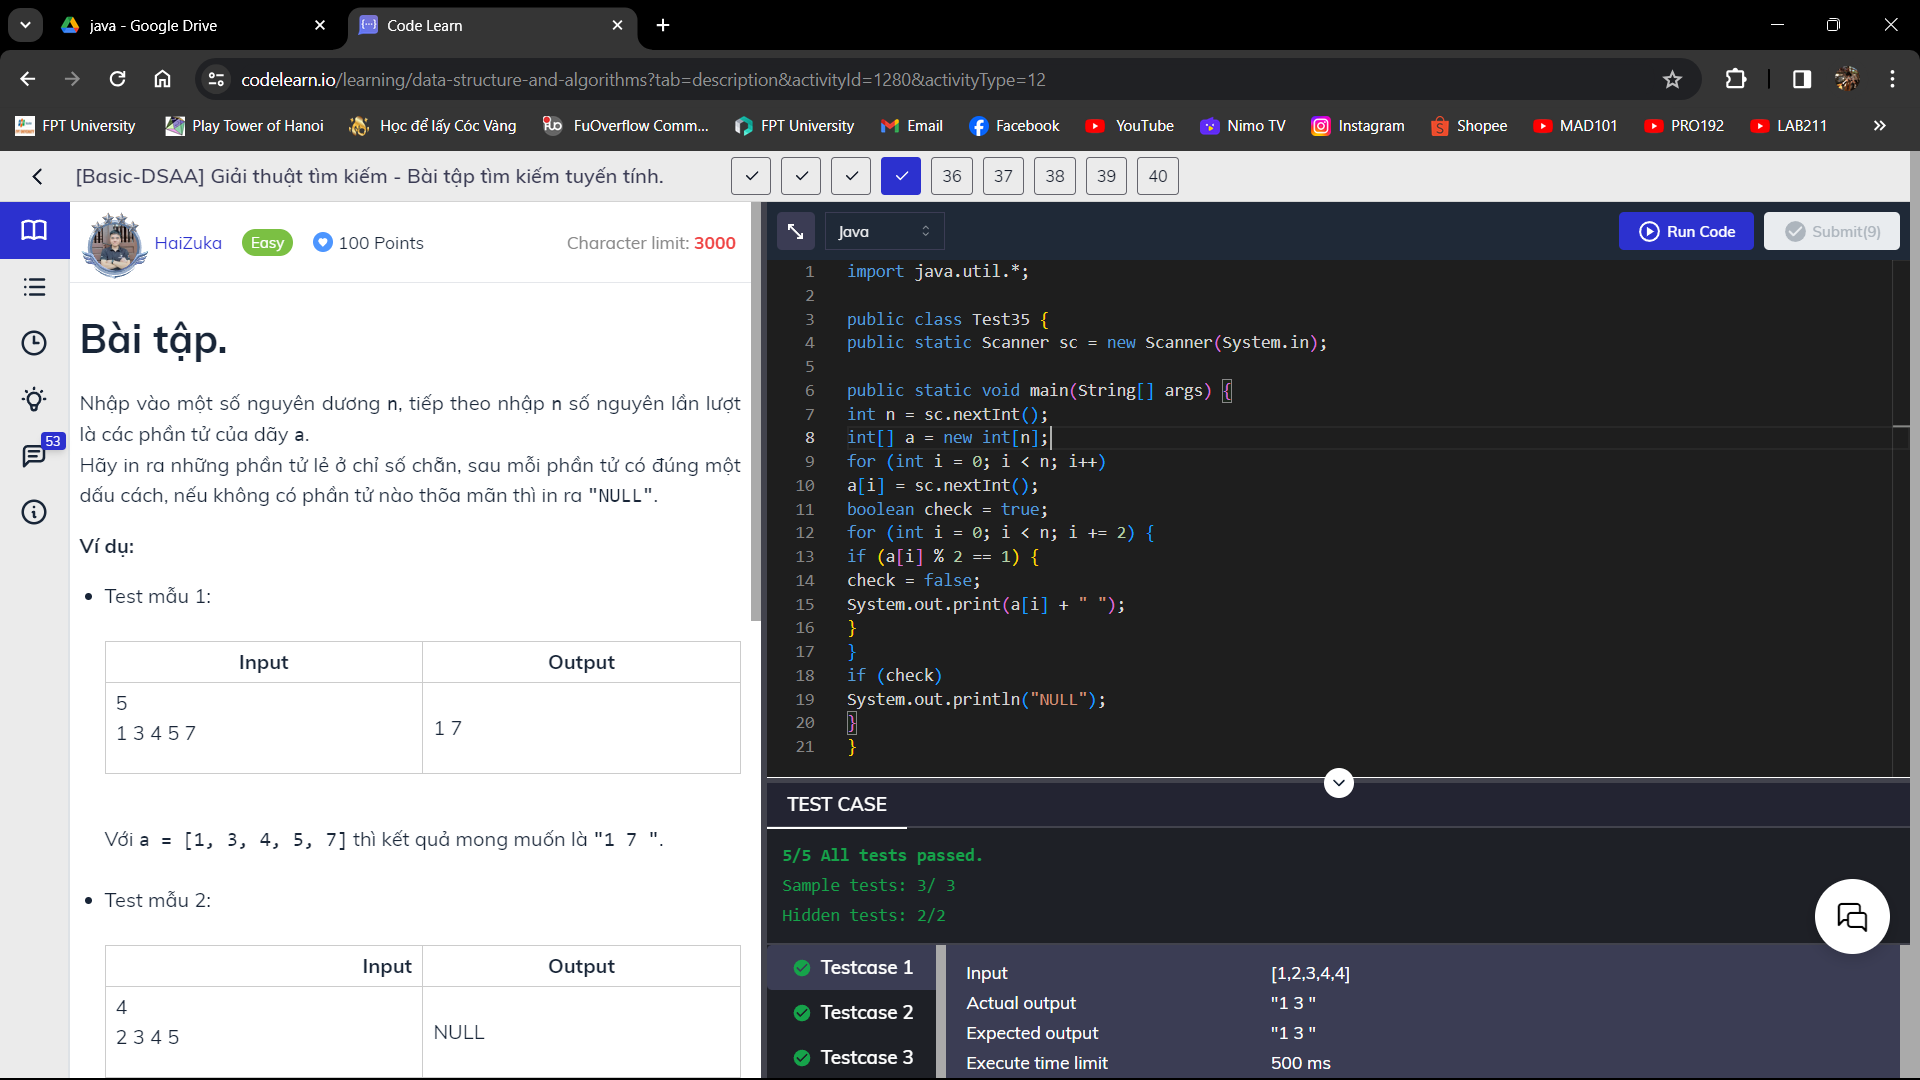 java - Google Drive
Code Learn
codelearn.io/learning/data-structure-and-algorithms?tab=description&activityId=1280&activityType=12
FPT University
Play Tower of Hanoi
Học để lấy Cóc Vàng
FuOverflow Comm...
FPT University
Email
Facebook
YouTube
Nimo TV
Instagram
Shopee
MAD101
PRO192
LAB211
[Basic-DSAA] Giải thuật tìm kiếm - Bài tập tìm kiếm tuyến tính.
36
37
38
39
40
HaiZuka
Easy
100 Points
Character limit: 3000
53
Bài tập.
Nhập vào một số nguyên dương n, tiếp theo nhập n số nguyên lần lượt
là các phần tử của dãy a.
Hãy in ra những phần tử lẻ ở chỉ số chẵn, sau mỗi phần tử có đúng một
dấu cách, nếu không có phần tử nào thõa mãn thì in ra "NULL".
Ví dụ:
Test mẫu 1:
Input
Output
5
1 3 4 5 7
1 7
Với a = [1, 3, 4, 5, 7] thì kết quả mong muốn là "1 7 ".
Test mẫu 2:
Input
Output
4
2 3 4 5
NULL
Java
Run Code
Submit(9)
1 import java.util.*;
2
3 public class Test35 {
4 public static Scanner sc = new Scanner(System.in);
5
6 public static void main(String[] args) {
7 int n = sc.nextInt();
8 int[] a = new int[n];
9 for (int i = 0; i < n; i++)
10 a[i] = sc.nextInt();
11 boolean check = true;
12 for (int i = 0; i < n; i += 2) {
13 if (a[i] % 2 == 1) {
14 check = false;
15 System.out.print(a[i] + " ");
16 }
17 }
18 if (check)
19 System.out.println("NULL");
20 }
21 }
TEST CASE
5/5 All tests passed.
Sample tests: 3/ 3
Hidden tests: 2/2
Testcase 1
Testcase 2
Testcase 3
Input [1,2,3,4,4]
Actual output "1 3 "
Expected output "1 3 "
Execute time limit 500 ms